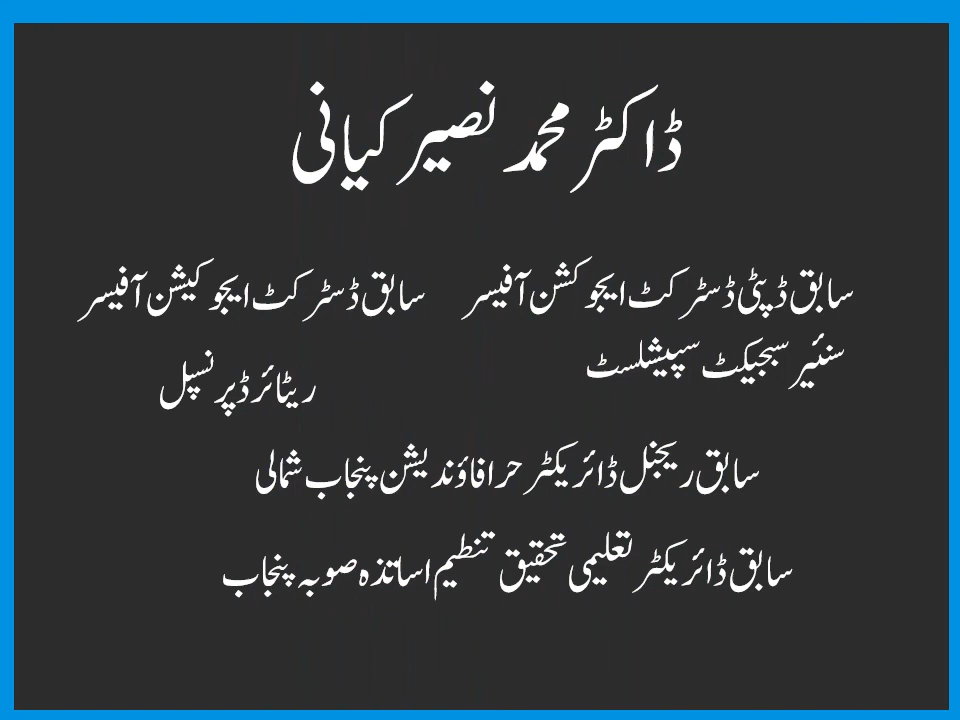 ڈاکٹر محمد نصیر کیانی
سابق ڈپٹی ڈسٹرکٹ ایجوکشن آفیسر
سابق ڈسٹرکٹ ایجوکیشن آفیسر
سنئیر سبجیکٹ سپیشلسٹ
ریٹائرڈ پرنسپل
سابق ریجنل ڈائریکٹر حرا فاؤندیشن پنجاب شمالی
سابق ڈائریکٹر تعلیمی تحقیق تنظیم اساتذہ صوبہ پنجاب